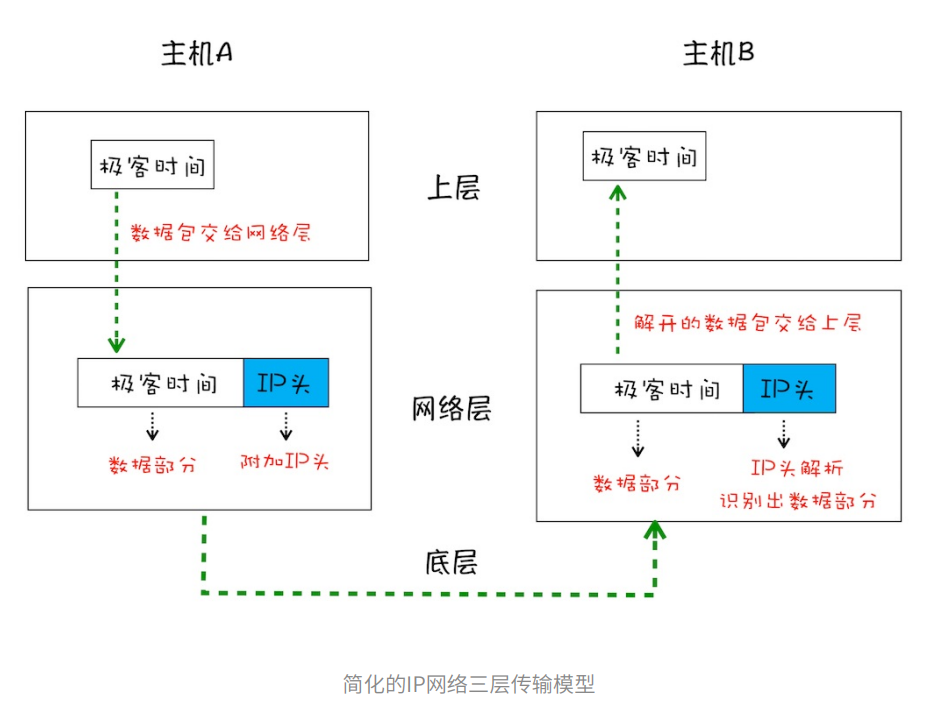 主机A
主机B
极客时间
数据包交给网络层
上层
极客时间
解开的数据包交给上层
极客时间
IP头
数据部分
附加IP头
网络层
极客时间
IP头
数据部分
IP头解析
识别出数据部分
底层
简化的IP网络三层传输模型